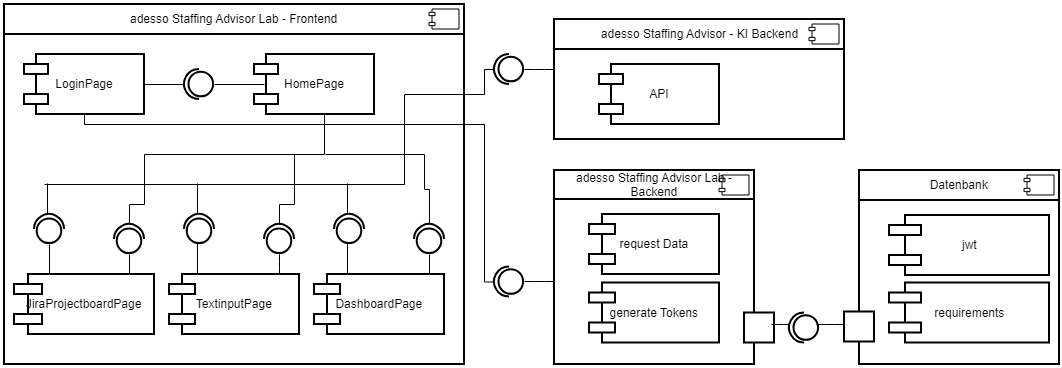 adesso Staffing Advisor Lab - Frontend
LoginPage
HomePage
JiraProjectboardPage
TextinputPage
DashboardPage
adesso Staffing Advisor - KI Backend
API
adesso Staffing Advisor Lab -
Backend
request Data
generate Tokens
Datenbank
jwt
requirements